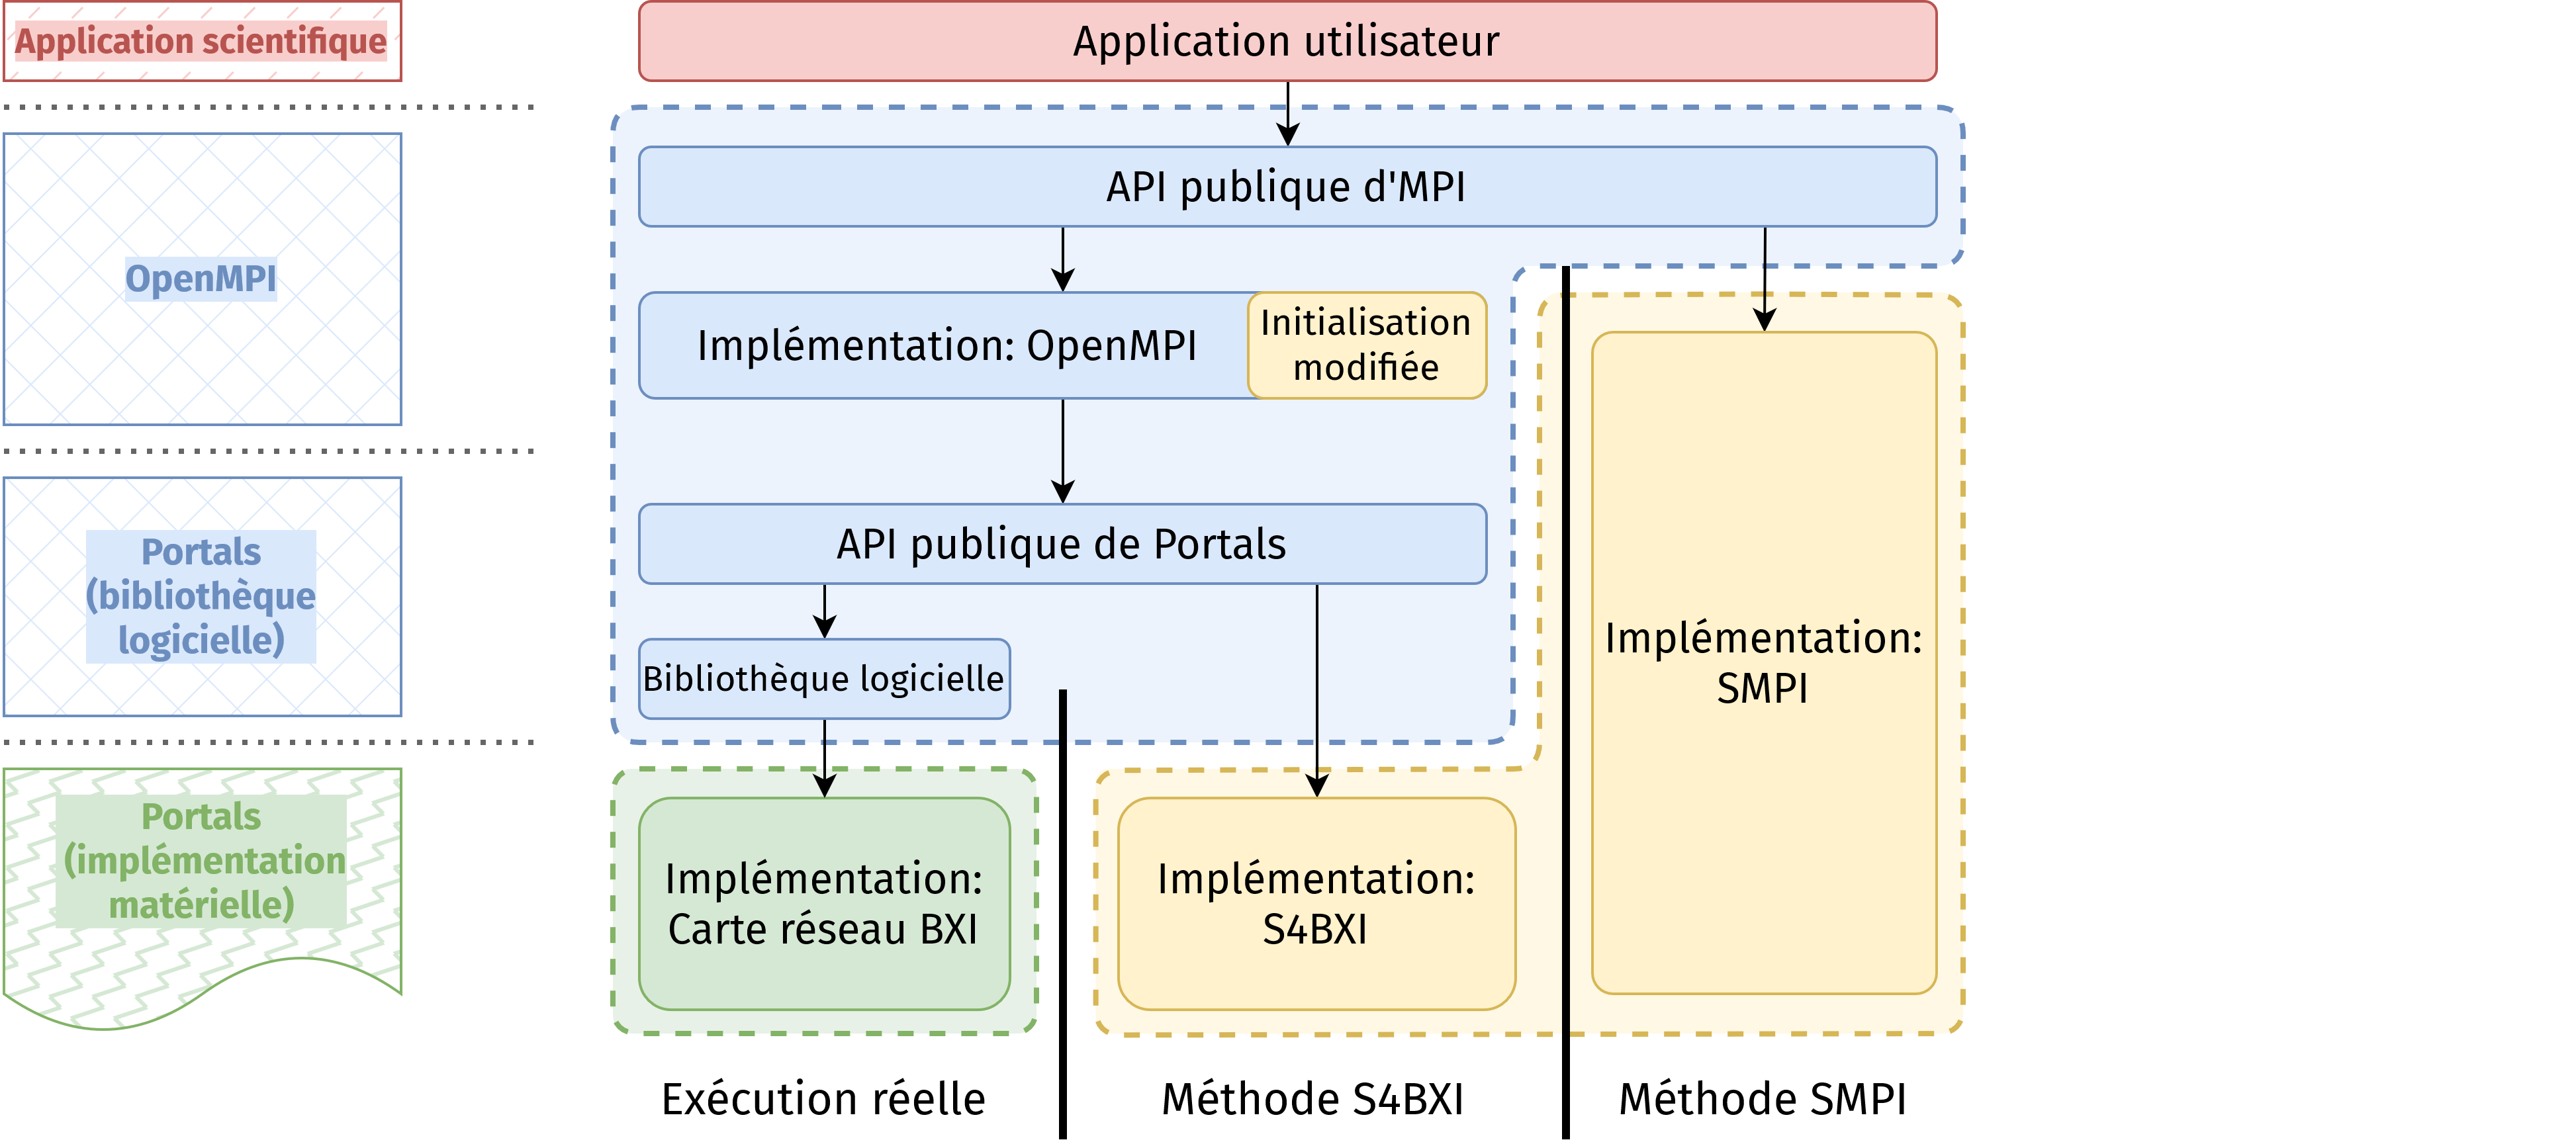 Application scientifique
OpenMPI
Portals
(bibliothèque
logicielle)
Portals
(implémentation
matérielle)
Application utilisateur
API publique d'MPI
Implémentation: OpenMPI
Initialisation
modifiée
API publique de Portals
Bibliothèque logicielle
Implémentation:
Carte réseau BXI
Implémentation:
S4BXI
Implémentation:
SMPI
Exécution réelle
Méthode S4BXI
Méthode SMPI